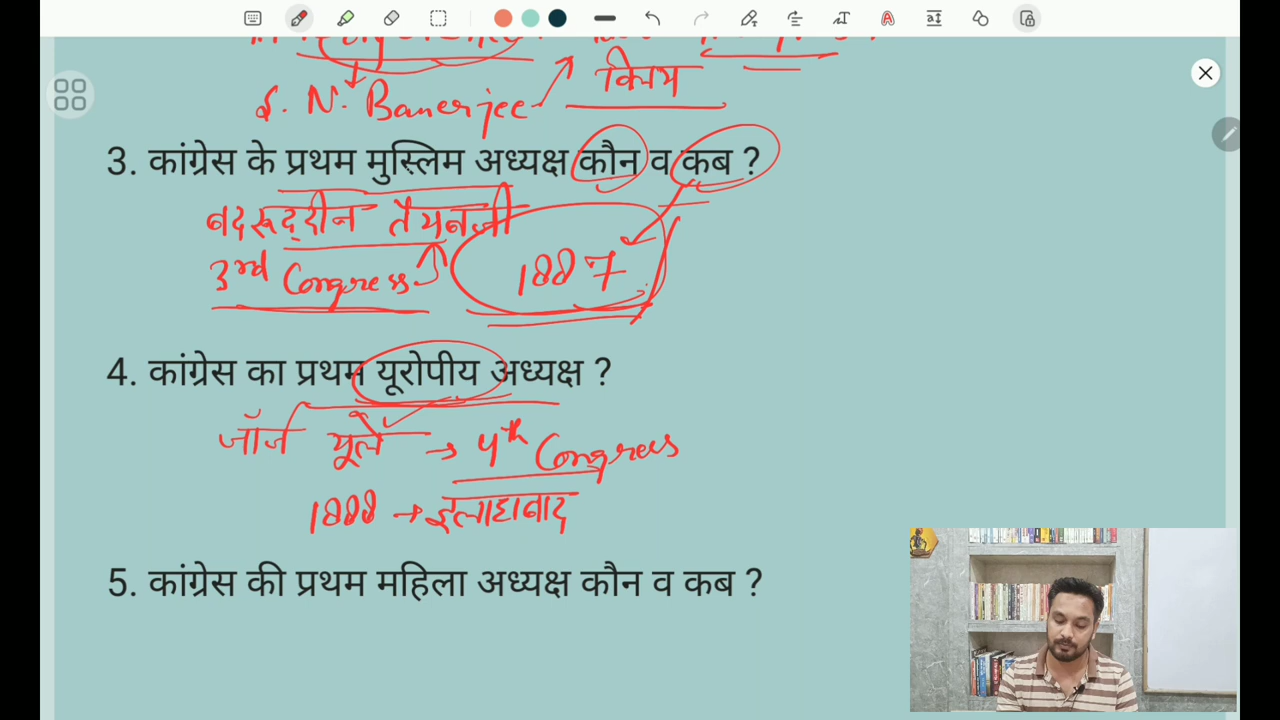 S. N. Banerjee
3. कांग्रेस के प्रथम मुस्लिम अध्यक्ष कौन व कब ?
बदरूद्दीन तैयबजी
3rd Congress
1887
4. कांग्रेस का प्रथम यूरोपीय अध्यक्ष ?
जॉर्ज यूले → 4th Congress
1888 → इलाहाबाद
5. कांग्रेस की प्रथम महिला अध्यक्ष कौन व कब ?